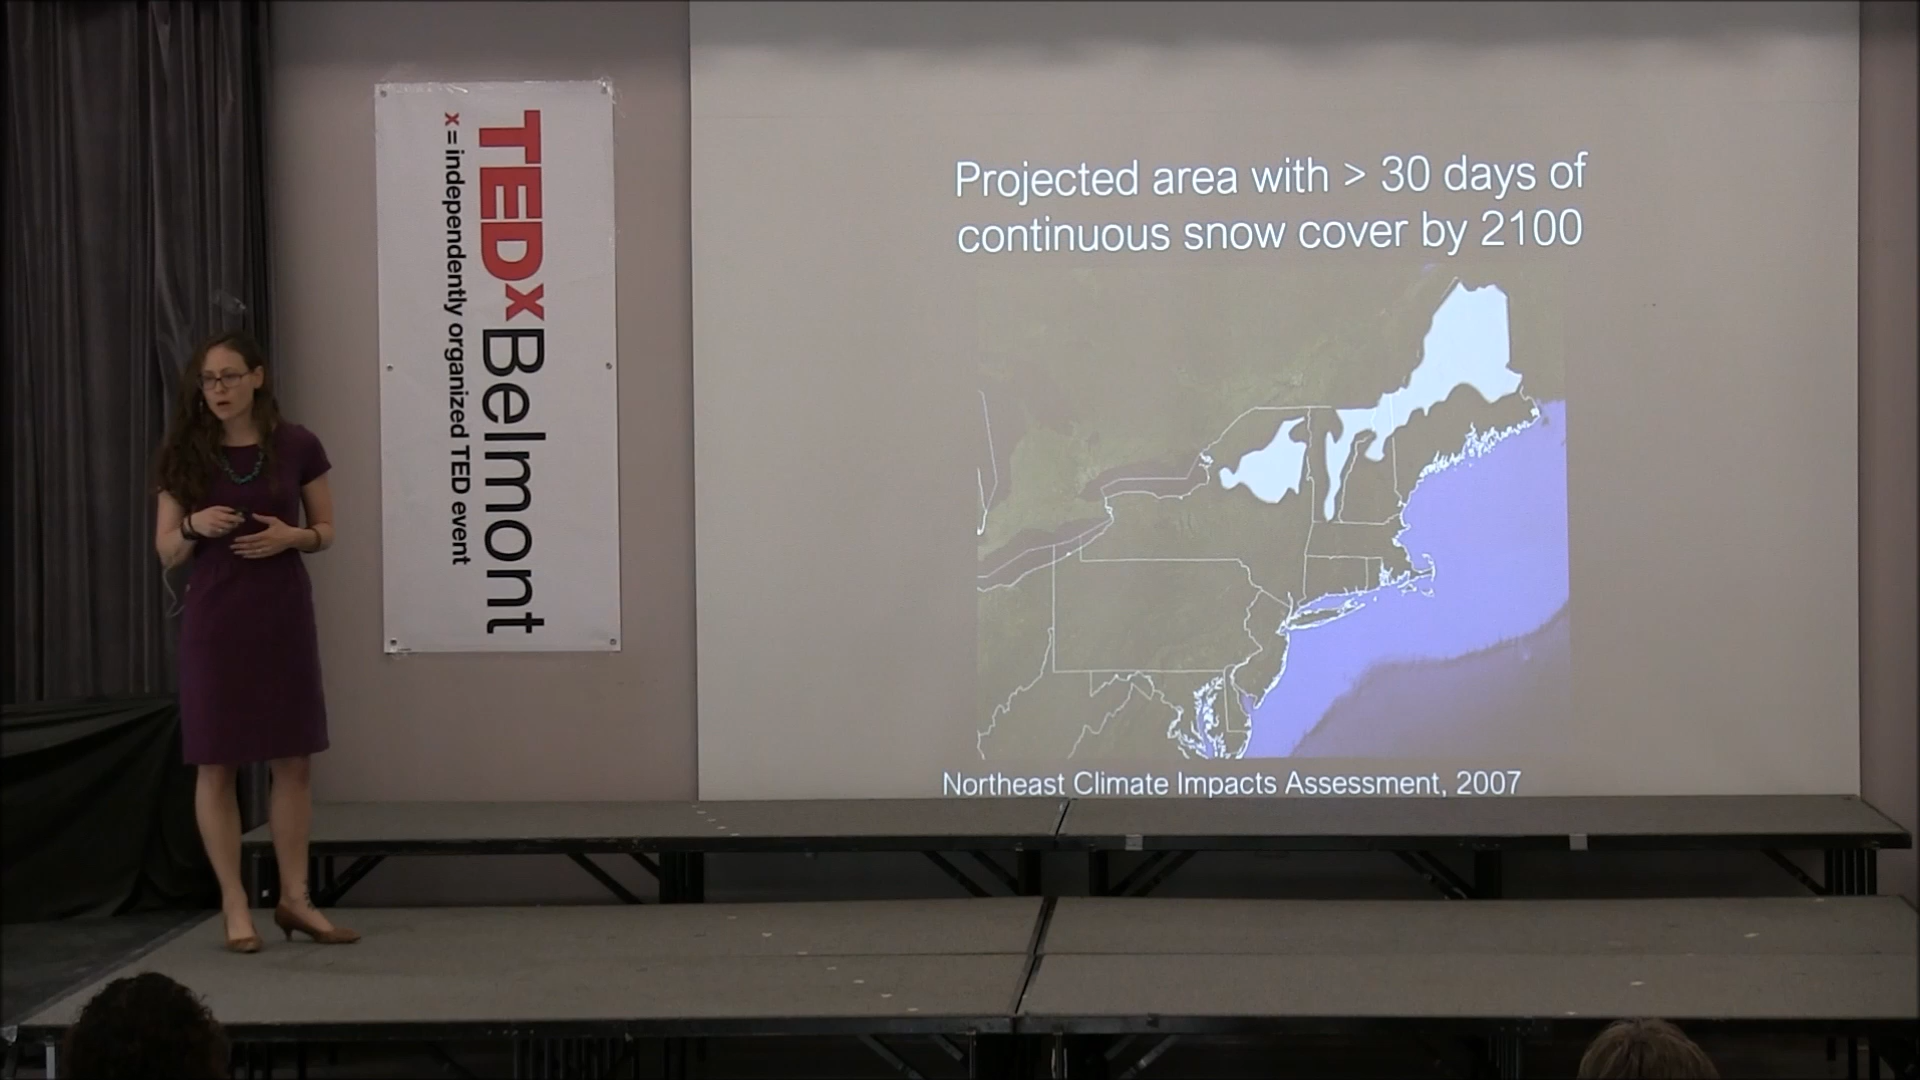 TEDxBelmont
x = independently organized TED event
Projected area with > 30 days of
continuous snow cover by 2100
Northeast Climate Impacts Assessment, 2007